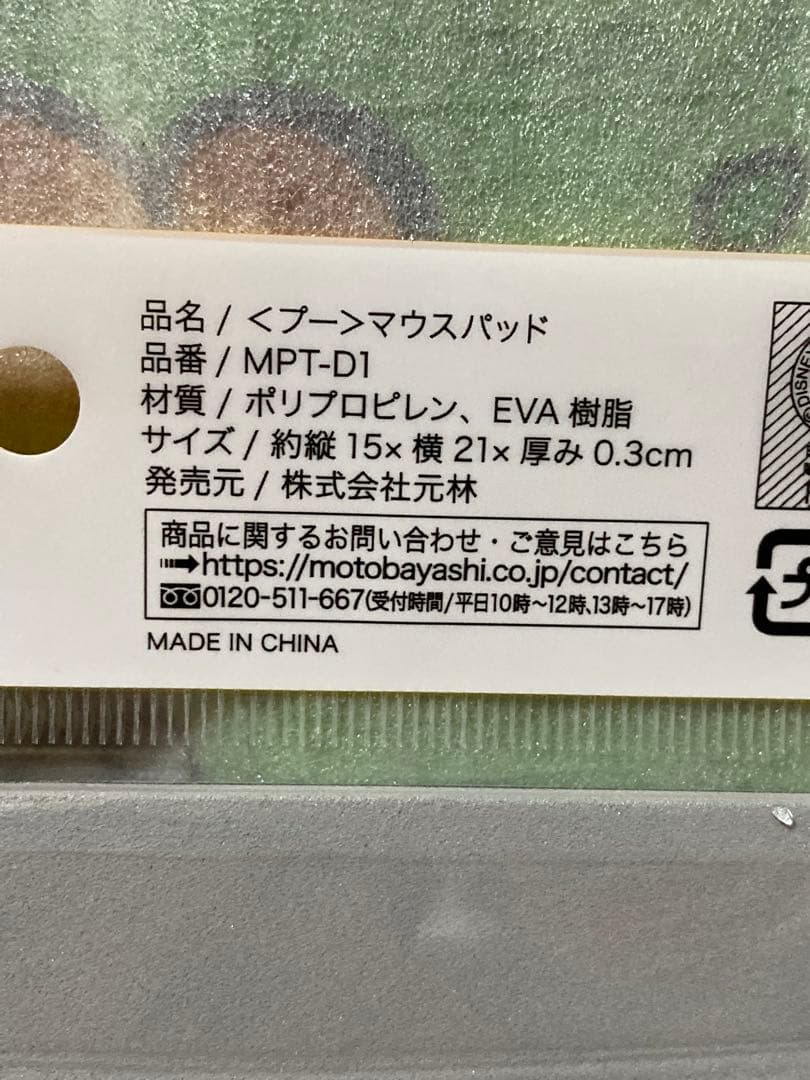 品名 / <プー>マウスパッド
品番 / MPT-D1
材質 / ポリプロピレン、EVA 樹脂
サイズ / 約縦 15× 横 21× 厚み 0.3cm
発売元 / 株式会社元林
商品に関するお問い合わせ・ご意見はこちら
➡https://motobayashi.co.jp/contact/
0120-511-667(受付時間/平日10時～12時、13時～17時)
MADE IN CHINA
プ